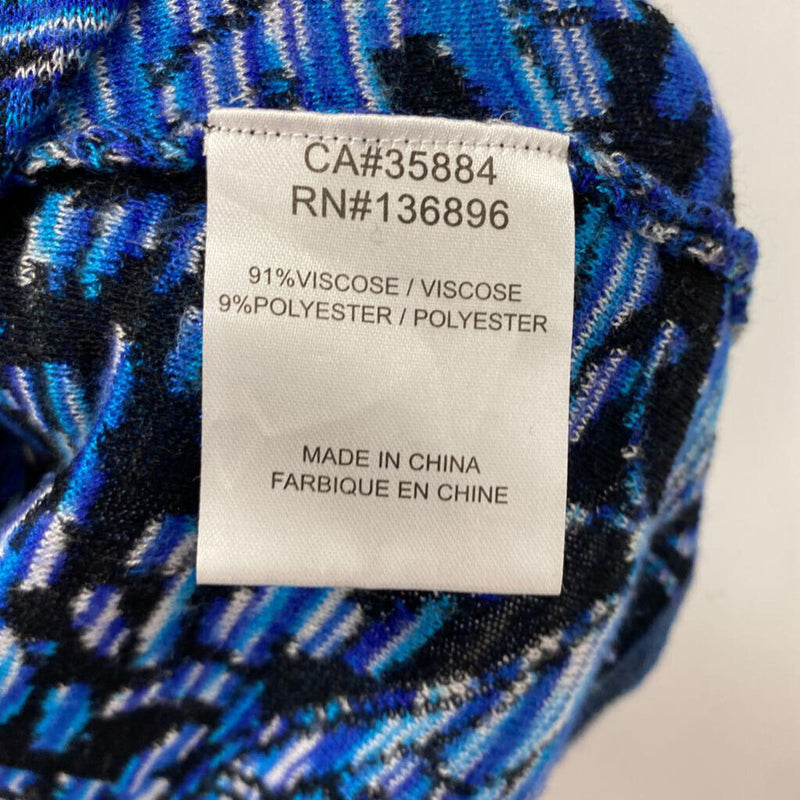 CA#35884
RN#136896
91%VISCOSE / VISCOSE
9%POLYESTER / POLYESTER
MADE IN CHINA
FARBIQUE EN CHINE